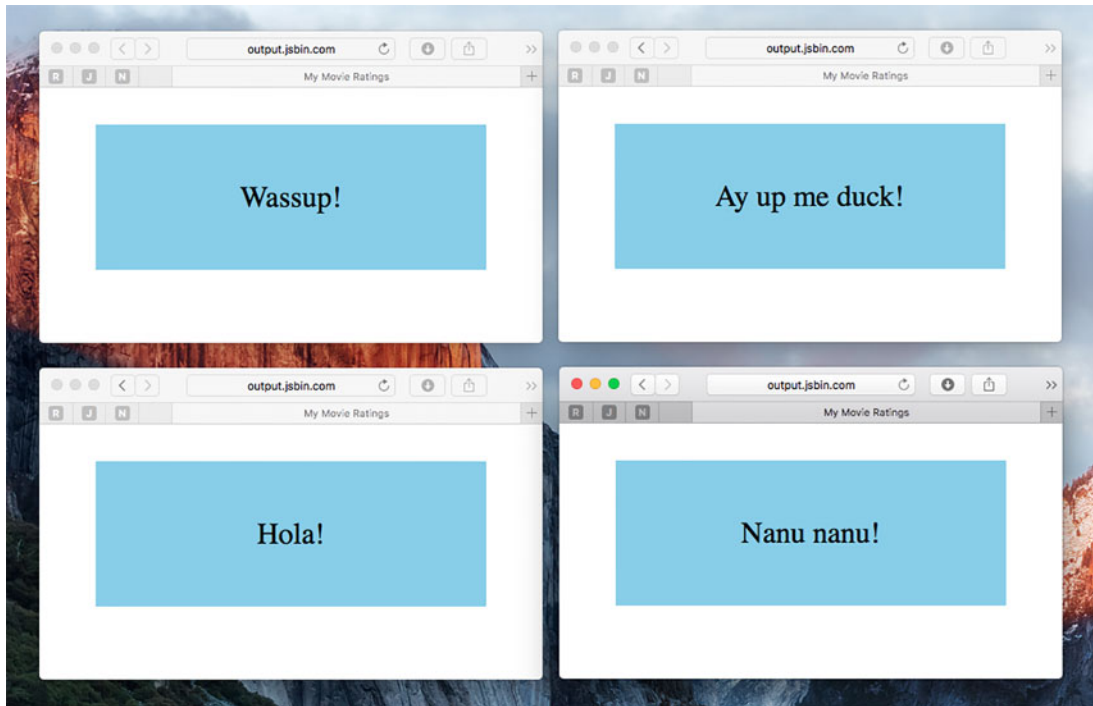 output.jsbin.com
R J N My Movie Ratings
Wassup!
output.jsbin.com
R J N My Movie Ratings
Ay up me duck!
output.jsbin.com
R J N My Movie Ratings
Hola!
output.jsbin.com
R J N My Movie Ratings
Nanu nanu!